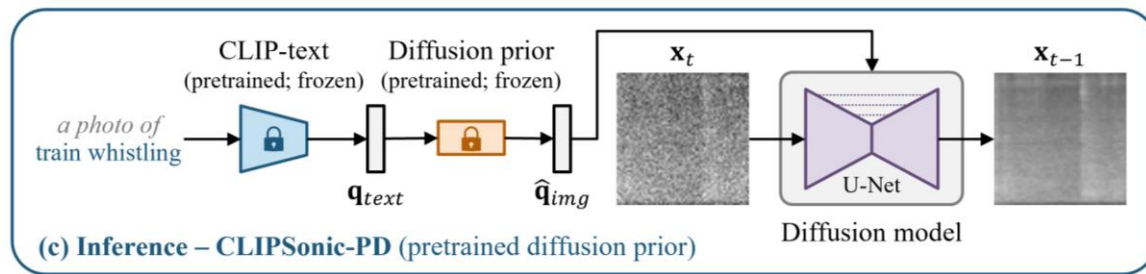 CLIP-text
(pretrained; frozen)
Diffusion prior
(pretrained; frozen)
a photo of
train whistling
q_text
q̂_img
x_t
U-Net
Diffusion model
x_{t−1}
(c) Inference – CLIPSonic-PD (pretrained diffusion prior)